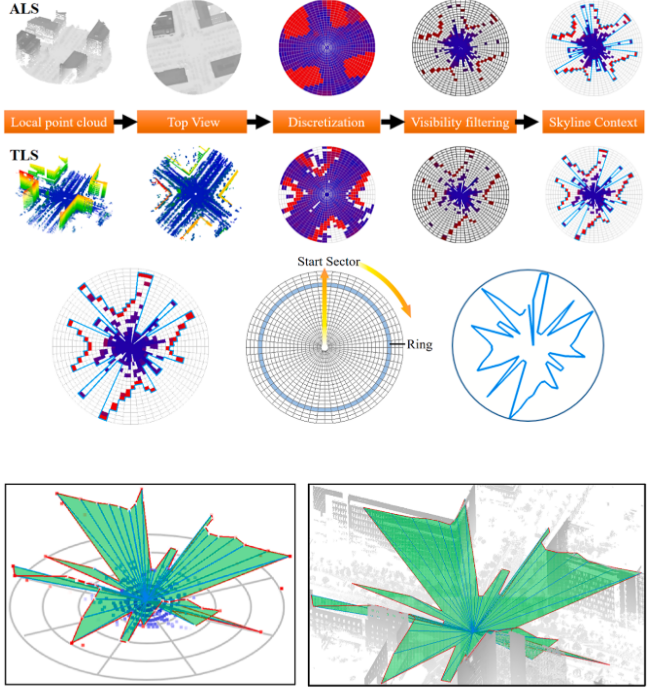 ALS
Local point cloud
Top View
Discretization
Visibility filtering
Skyline Context
TLS
Start Sector
Ring